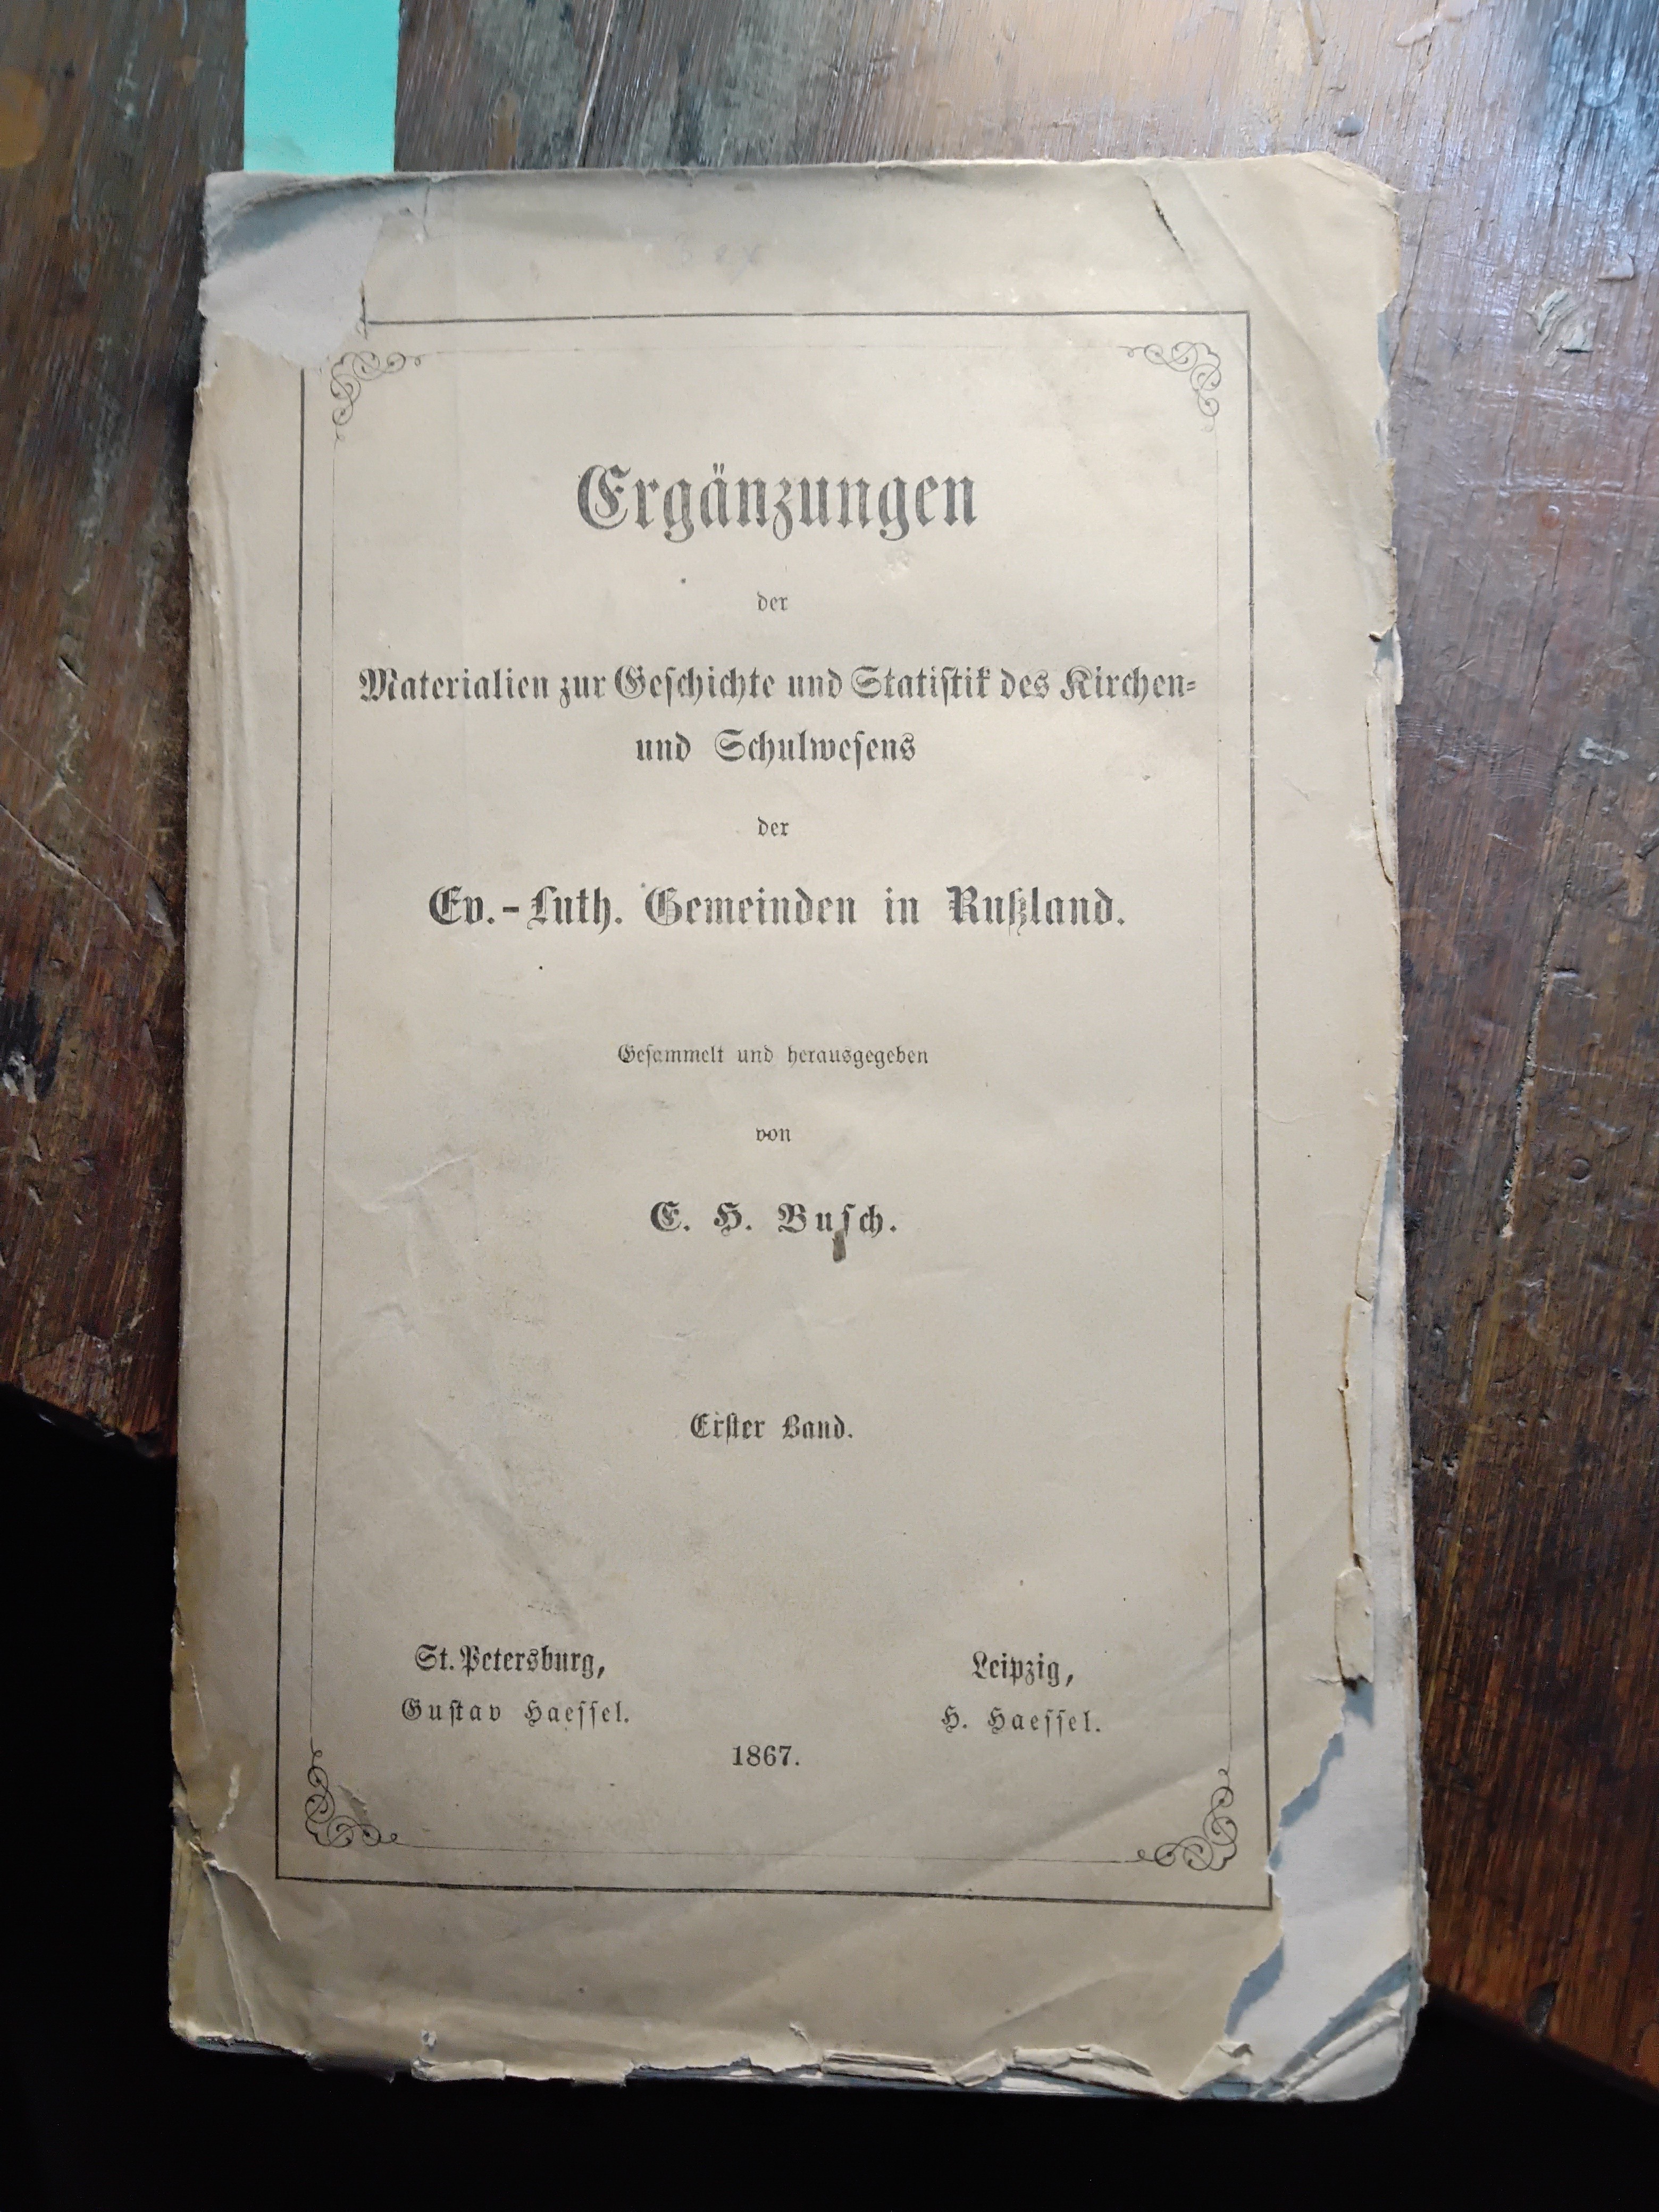 Ergänzungen
der
Materialien zur Geschichte und Statistik des Kirchen-
und Schulwesens
der
Ev.-Luth. Gemeinden in Rußland.
Gesammelt und herausgegeben
von
E. H. Busch.
Erster Band.
St. Petersburg,
Gustav Haessel.
Leipzig,
H. Haessel.
1867.